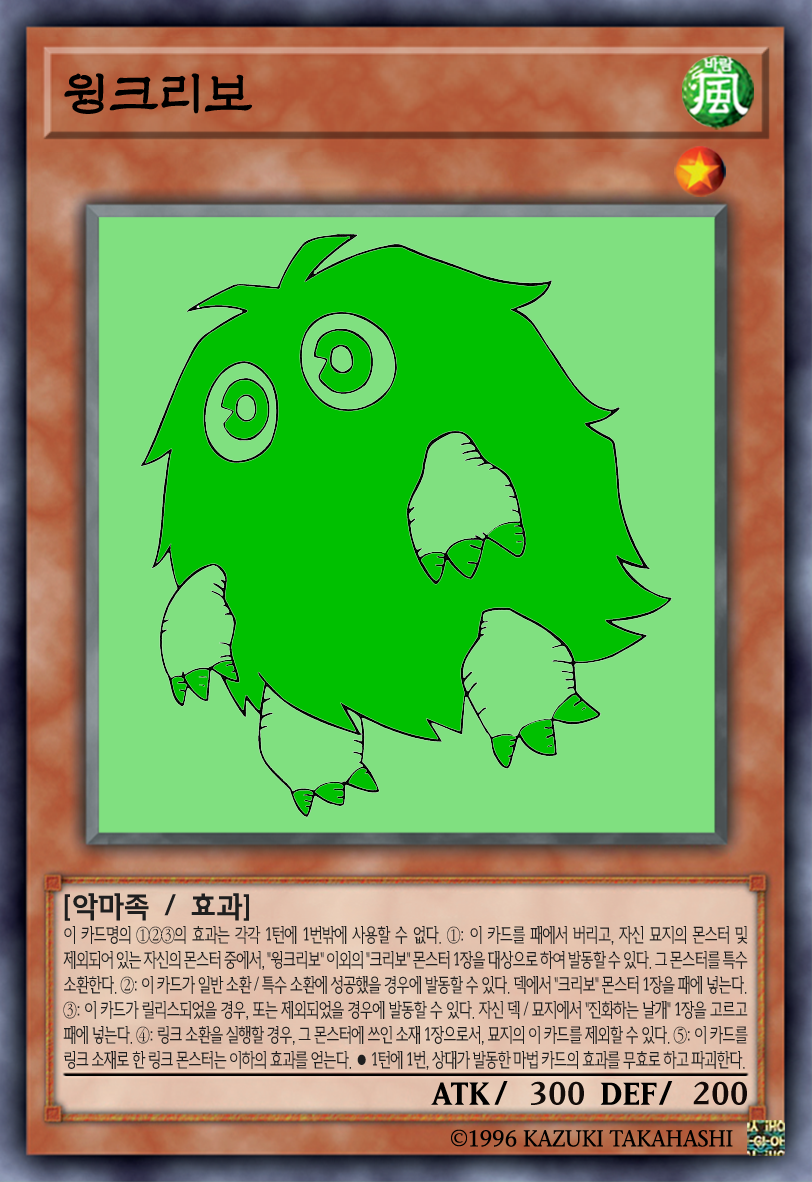 윙크리보
바람
風
[악마족 / 효과]
이 카드명의 ①②③의 효과는 각각 1턴에 1번밖에 사용할 수 없다. ①: 이 카드를 패에서 버리고, 자신 묘지의 몬스터 및
제외되어 있는 자신의 몬스터 중에서, "윙크리보" 이외의 "크리보" 몬스터 1장을 대상으로 하여 발동할 수 있다. 그 몬스터를 특수
소환한다. ②: 이 카드가 일반 소환 / 특수 소환에 성공했을 경우에 발동할 수 있다. 덱에서 "크리보" 몬스터 1장을 패에 넣는다.
③: 이 카드가 릴리스되었을 경우, 또는 제외되었을 경우에 발동할 수 있다. 자신 덱 / 묘지에서 "진화하는 날개" 1장을 고르고
패에 넣는다. ④: 링크 소환을 실행할 경우, 그 몬스터에 쓰인 소재 1장으로서, 묘지의 이 카드를 제외할 수 있다. ⑤: 이 카드를
링크 소재로 한 링크 몬스터는 이하의 효과를 얻는다. ● 1턴에 1번, 상대가 발동한 마법 카드의 효과를 무효로 하고 파괴한다.
ATK/ 300 DEF/ 200
©1996 KAZUKI TAKAHASHI